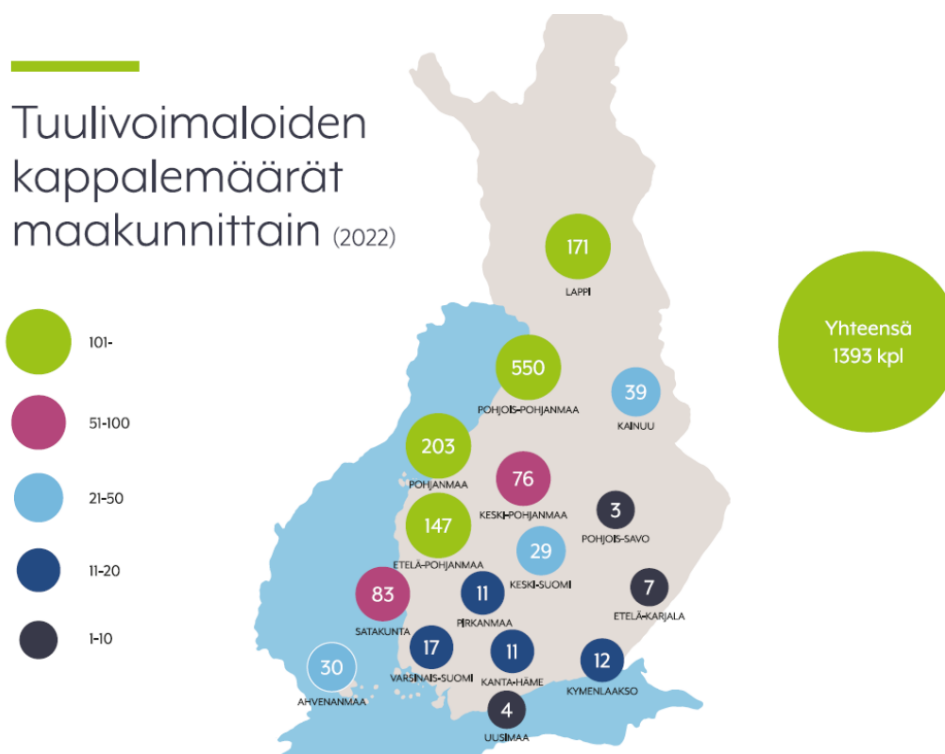 Tuulivoimaloiden
kappalemäärät
maakunnittain (2022)
101-
51-100
21-50
11-20
1-10
171
LAPPI
550
POHJOIS-POHJANMAA
39
KAINUU
203
POHJANMAA
76
KESKI-POHJANMAA
3
POHJOIS-SAVO
147
ETELÄ-POHJANMAA
29
KESKI-SUOMI
7
ETELÄ-KARJALA
83
SATAKUNTA
11
PIRKANMAA
17
VARSINAIS-SUOMI
11
KANTA-HÄME
12
KYMENLAAKSO
30
AHVENANMAA
4
UUSIMAA
Yhteensä
1393 kpl